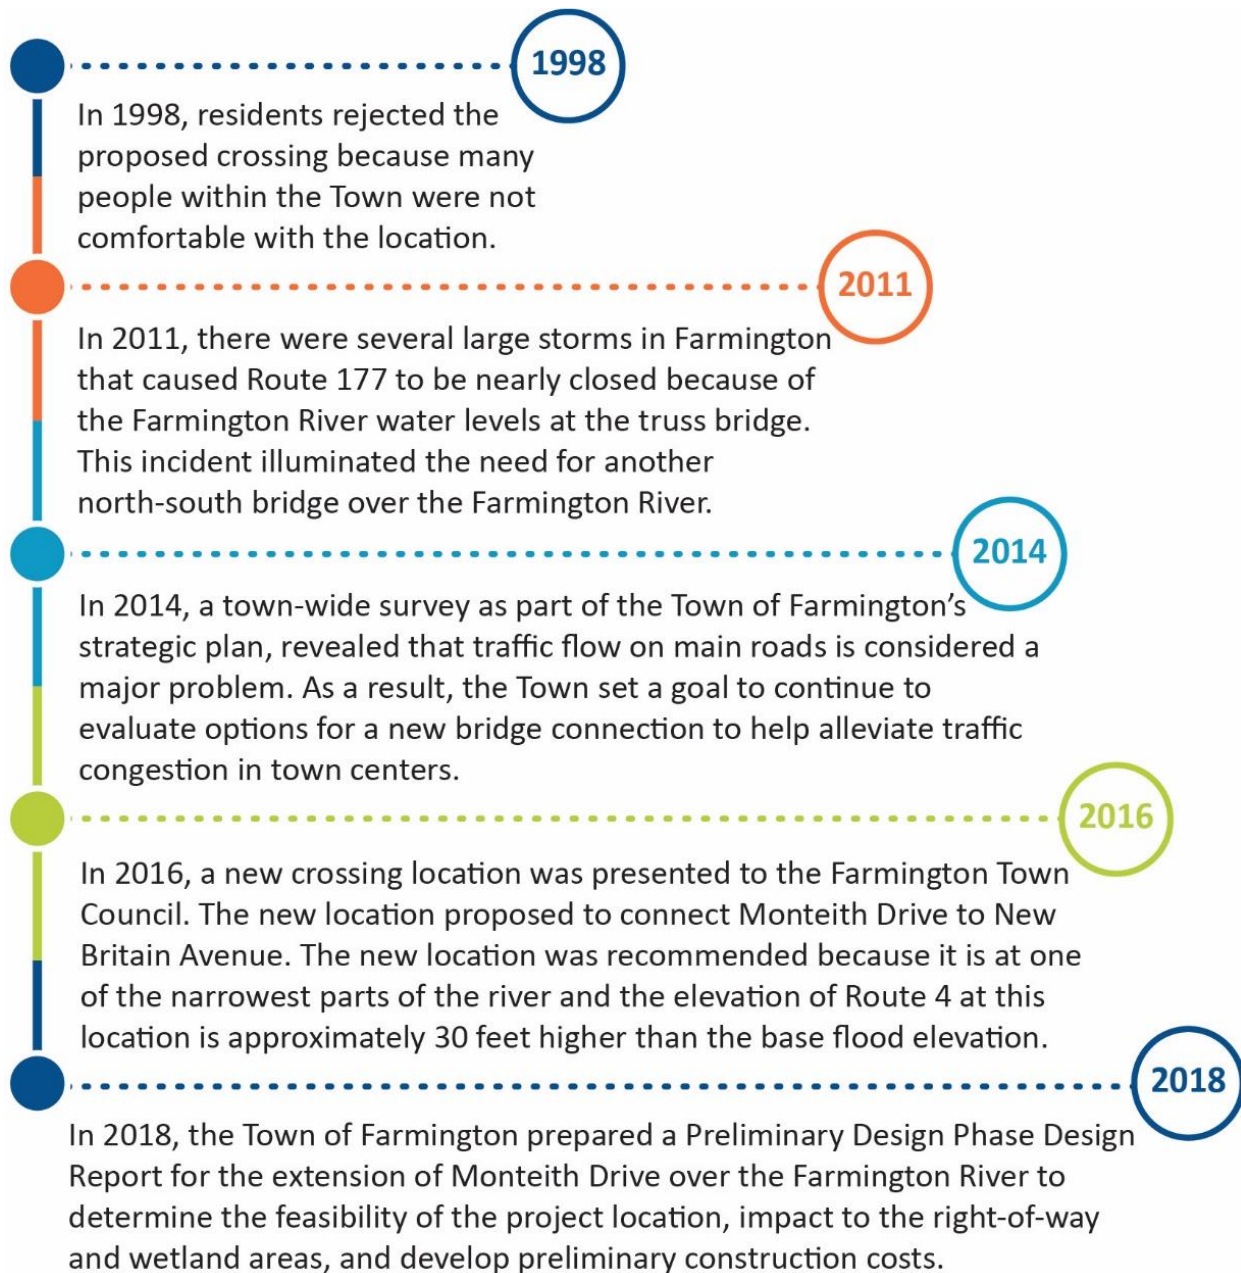 1998
In 1998, residents rejected the
proposed crossing because many
people within the Town were not
comfortable with the location.
2011
In 2011, there were several large storms in Farmington
that caused Route 177 to be nearly closed because of
the Farmington River water levels at the truss bridge.
This incident illuminated the need for another
north-south bridge over the Farmington River.
2014
In 2014, a town-wide survey as part of the Town of Farmington’s
strategic plan, revealed that traffic flow on main roads is considered a
major problem. As a result, the Town set a goal to continue to
evaluate options for a new bridge connection to help alleviate traffic
congestion in town centers.
2016
In 2016, a new crossing location was presented to the Farmington Town
Council. The new location proposed to connect Monteith Drive to New
Britain Avenue. The new location was recommended because it is at one
of the narrowest parts of the river and the elevation of Route 4 at this
location is approximately 30 feet higher than the base flood elevation.
2018
In 2018, the Town of Farmington prepared a Preliminary Design Phase Design
Report for the extension of Monteith Drive over the Farmington River to
determine the feasibility of the project location, impact to the right-of-way
and wetland areas, and develop preliminary construction costs.